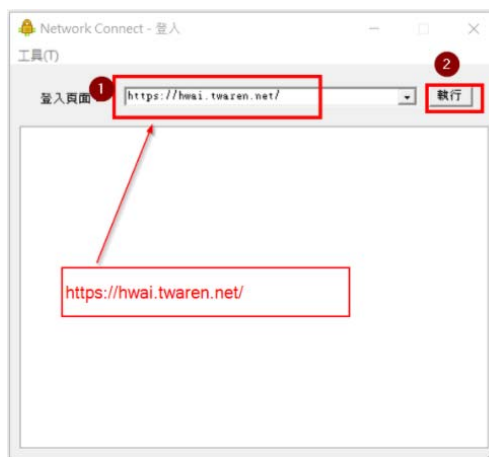 Network Connect - 登入
工具(T)
2
登入頁面 1 https://hwai.twaren.net/ 執行
https://hwai.twaren.net/